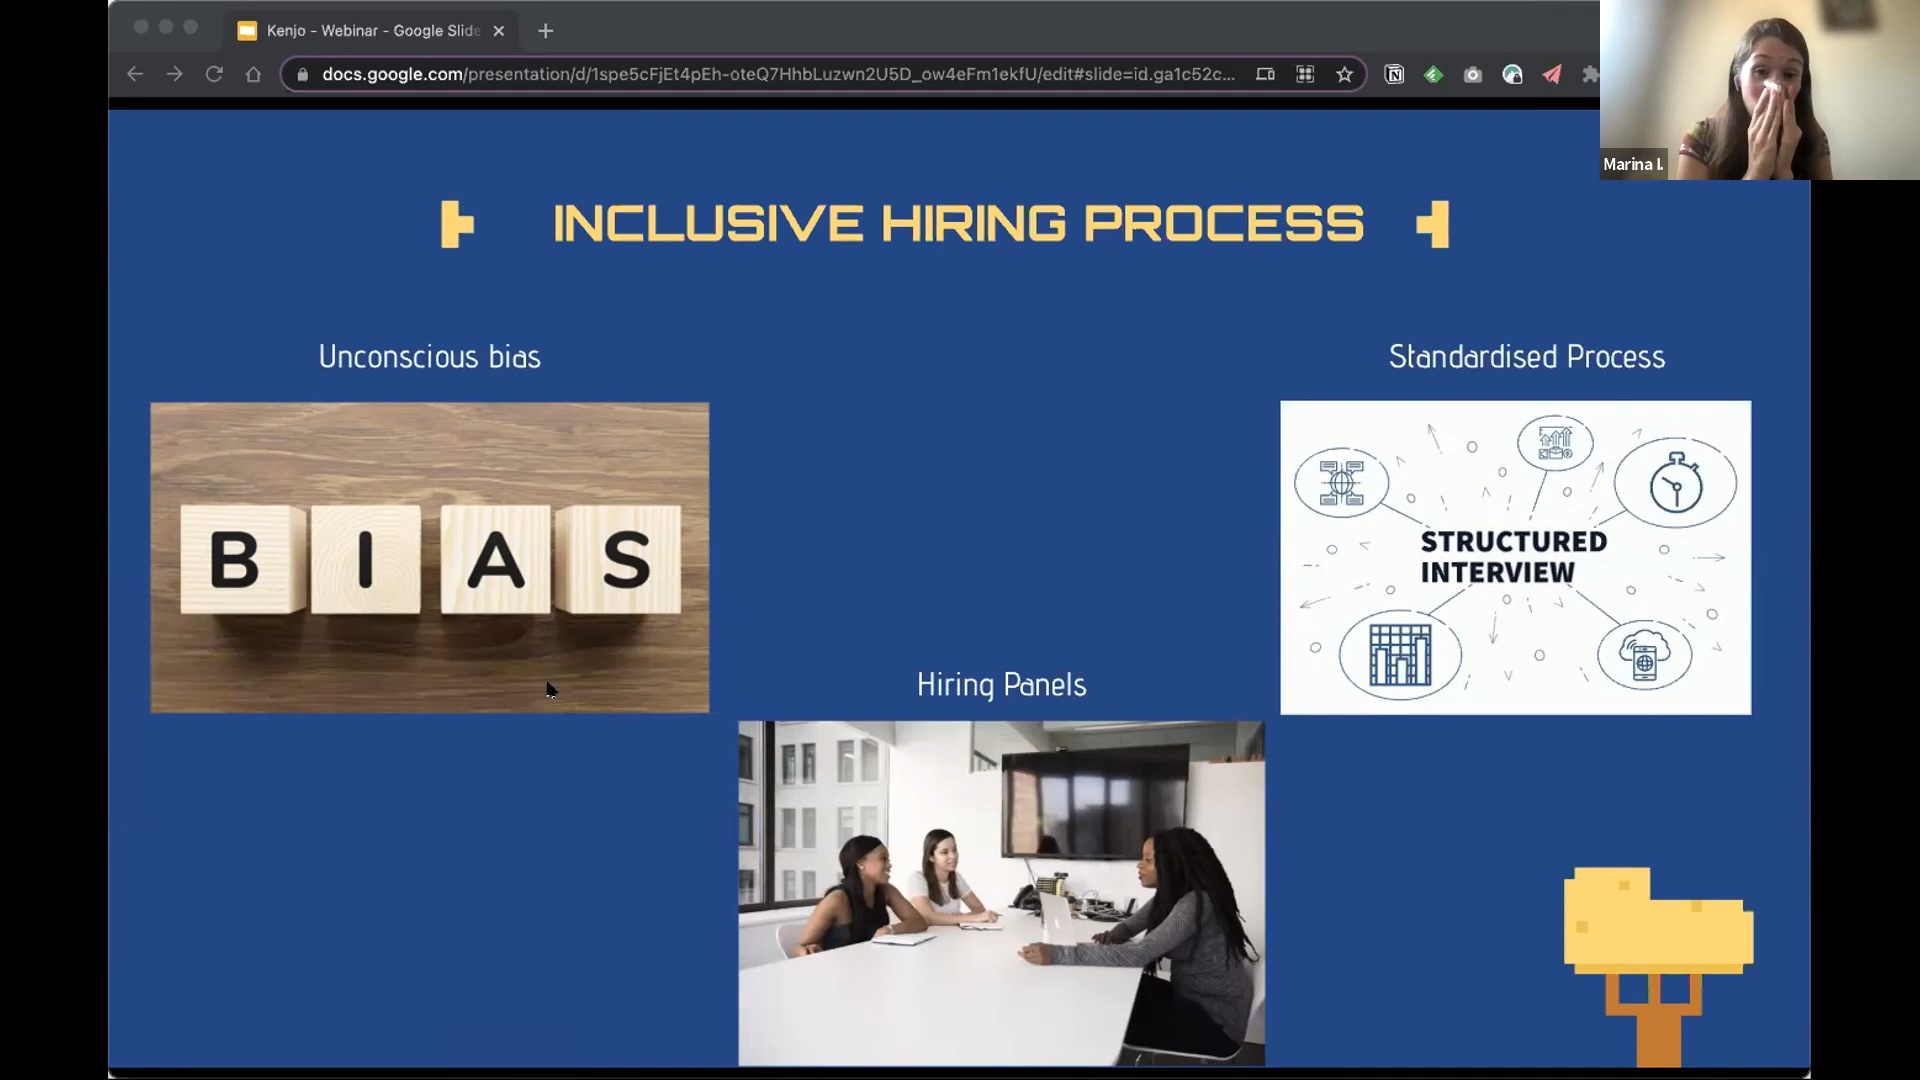 Kenjo - Webinar - Google Slide
docs.google.com/presentation/d/1spe5cFjEt4pEh-oteQ7HhbLuzwn2U5D_ow4eFm1ekfU/edit#slide=id.ga1c52c...
Marina I.
INCLUSIVE HIRING PROCESS
Unconscious bias
Standardised Process
BIAS
STRUCTURED
INTERVIEW
Hiring Panels